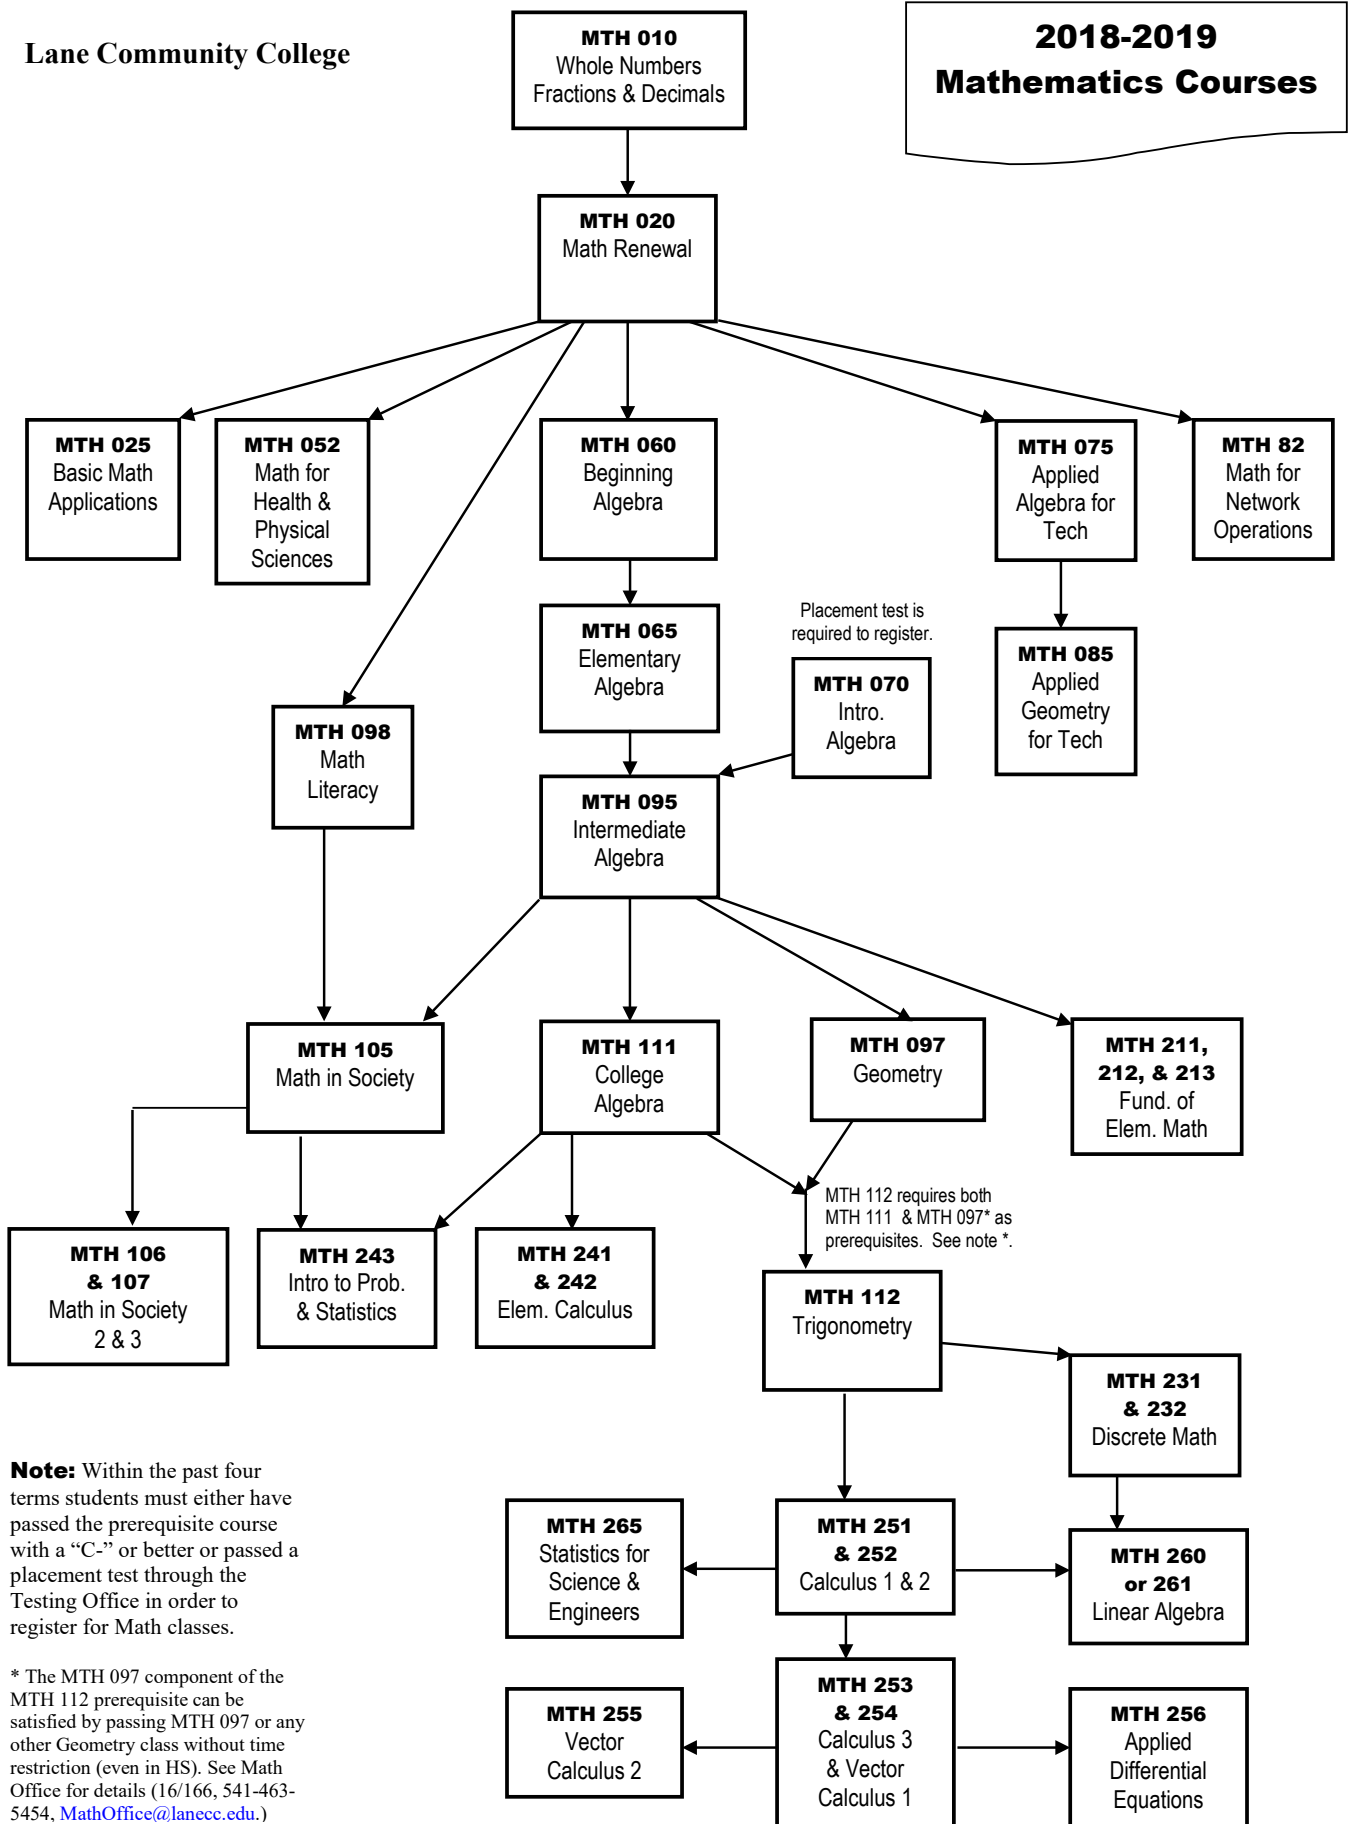 Lane Community College
2018-2019
Mathematics Courses
MTH 010
Whole Numbers
Fractions & Decimals
MTH 020
Math Renewal
MTH 025
Basic Math
Applications
MTH 052
Math for
Health &
Physical
Sciences
MTH 060
Beginning
Algebra
MTH 075
Applied
Algebra for
Tech
MTH 82
Math for
Network
Operations
MTH 065
Elementary
Algebra
Placement test is
required to register.
MTH 070
Intro.
Algebra
MTH 085
Applied
Geometry
for Tech
MTH 098
Math
Literacy
MTH 095
Intermediate
Algebra
MTH 105
Math in Society
MTH 111
College
Algebra
MTH 097
Geometry
MTH 211,
212, & 213
Fund. of
Elem. Math
MTH 112 requires both
MTH 111 & MTH 097* as
prerequisites. See note *.
MTH 106
& 107
Math in Society
2 & 3
MTH 243
Intro to Prob.
& Statistics
MTH 241
& 242
Elem. Calculus
MTH 112
Trigonometry
MTH 231
& 232
Discrete Math
Note: Within the past four
terms students must either have
passed the prerequisite course
with a “C-” or better or passed a
placement test through the
Testing Office in order to
register for Math classes.
MTH 265
Statistics for
Science &
Engineers
MTH 251
& 252
Calculus 1 & 2
MTH 260
or 261
Linear Algebra
* The MTH 097 component of the
MTH 112 prerequisite can be
satisfied by passing MTH 097 or any
other Geometry class without time
restriction (even in HS). See Math
Office for details (16/166, 541-463-
5454, MathOffice@lanecc.edu.)
MTH 255
Vector
Calculus 2
MTH 253
& 254
Calculus 3
& Vector
Calculus 1
MTH 256
Applied
Differential
Equations